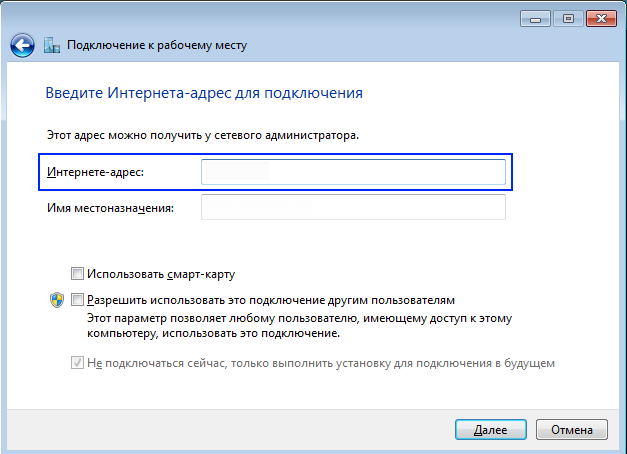 Подключение к рабочему месту
Введите Интернета-адрес для подключения
Этот адрес можно получить у сетевого администратора.
Интернете-адрес:
Имя местоназначения:
Использовать смарт-карту
Разрешить использовать это подключение другим пользователям
Этот параметр позволяет любому пользователю, имеющему доступ к этому
компьютеру, использовать это подключение.
Не подключаться сейчас, только выполнить установку для подключения в будущем
Далее
Отмена